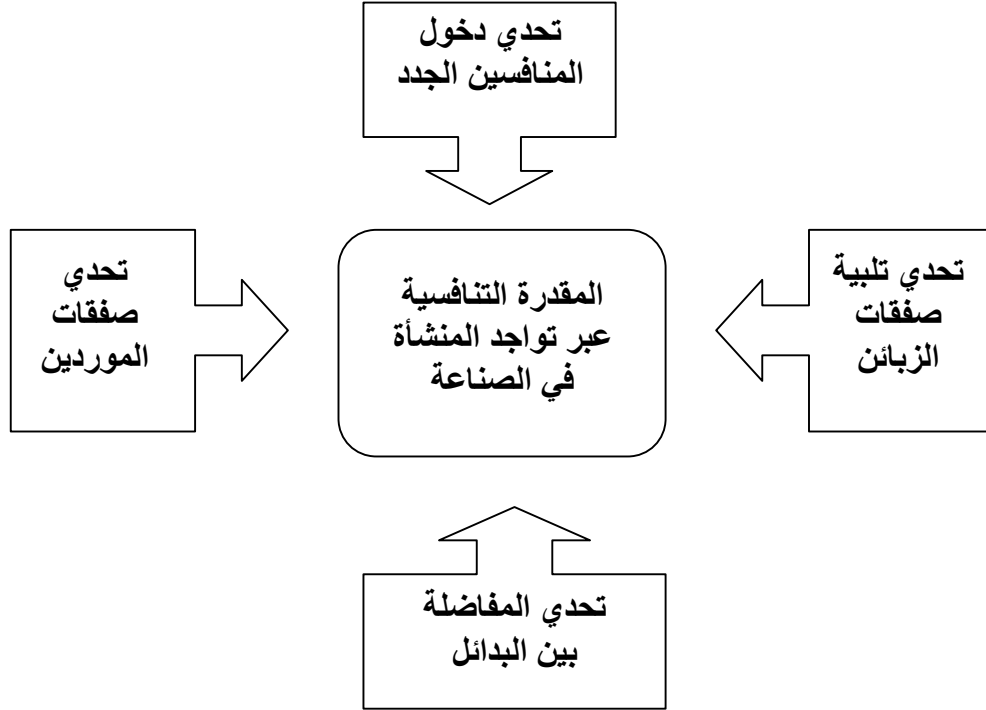 تحدي دخول
المنافسين الجدد
تحدي تلبية
صفقات
الزبائن
المقدرة التنافسية
عبر تواجد المنشأة
في الصناعة
تحدي
صفقات
الموردين
تحدي المفاضلة
بين البدائل